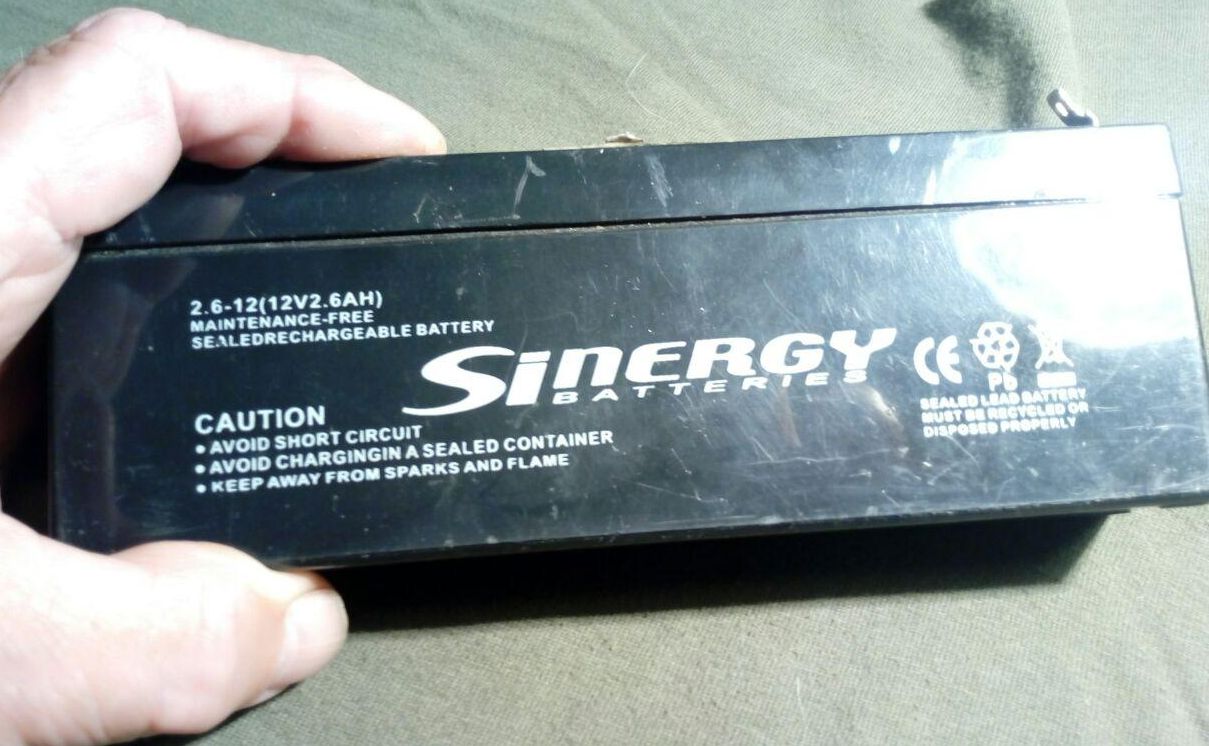 2.6-12(12V2.6AH)
MAINTENANCE-FREE
SEALEDRECHARGEABLE BATTERY
SiNERGY
BATTERIES
CAUTION
• AVOID SHORT CIRCUIT
• AVOID CHARGINGIN A SEALED CONTAINER
• KEEP AWAY FROM SPARKS AND FLAME
CE
Pb
SEALED LEAD BATTERY
MUST BE RECYCLED OR
DISPOSED PROPERLY